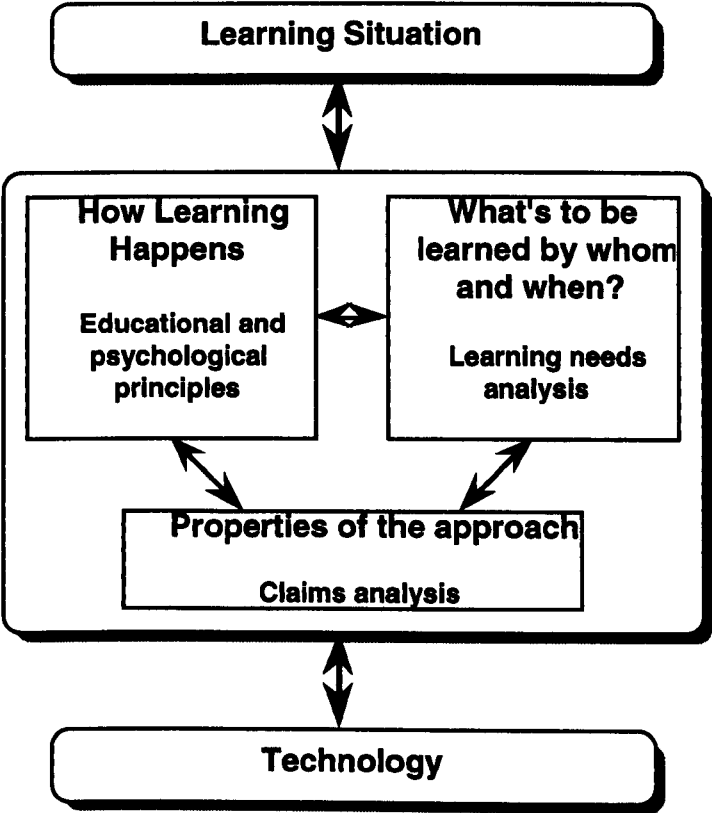 Learning Situation
How Learning
Happens
Educational and
psychological
principles
What's to be
learned by whom
and when?
Learning needs
analysis
Properties of the approach
Claims analysis
Technology